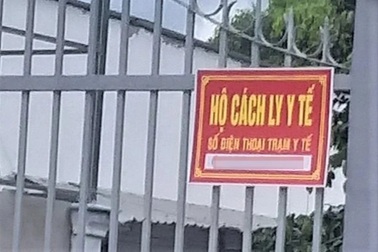 HỘ CÁCH LY Y TẾ
SỐ ĐIỆN THOẠI TRẠM Y TẾ